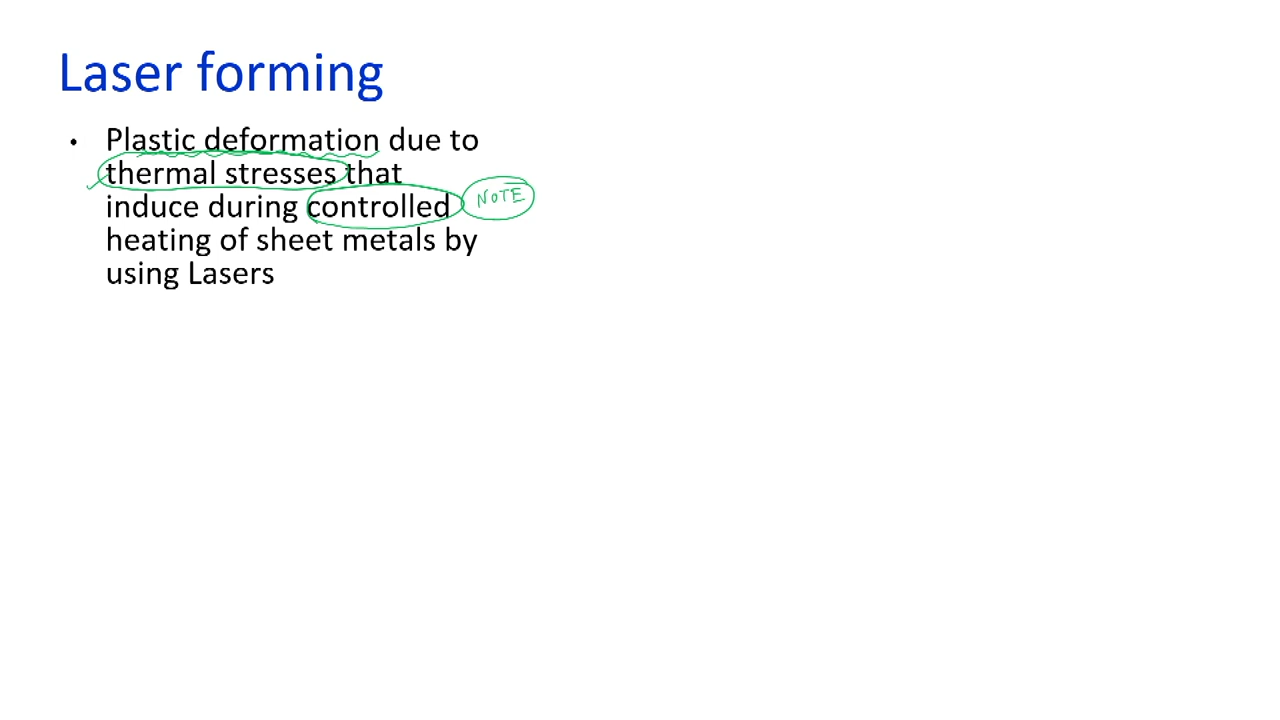 Laser forming
• Plastic deformation due to
thermal stresses that
induce during controlled NOTE
heating of sheet metals by
using Lasers